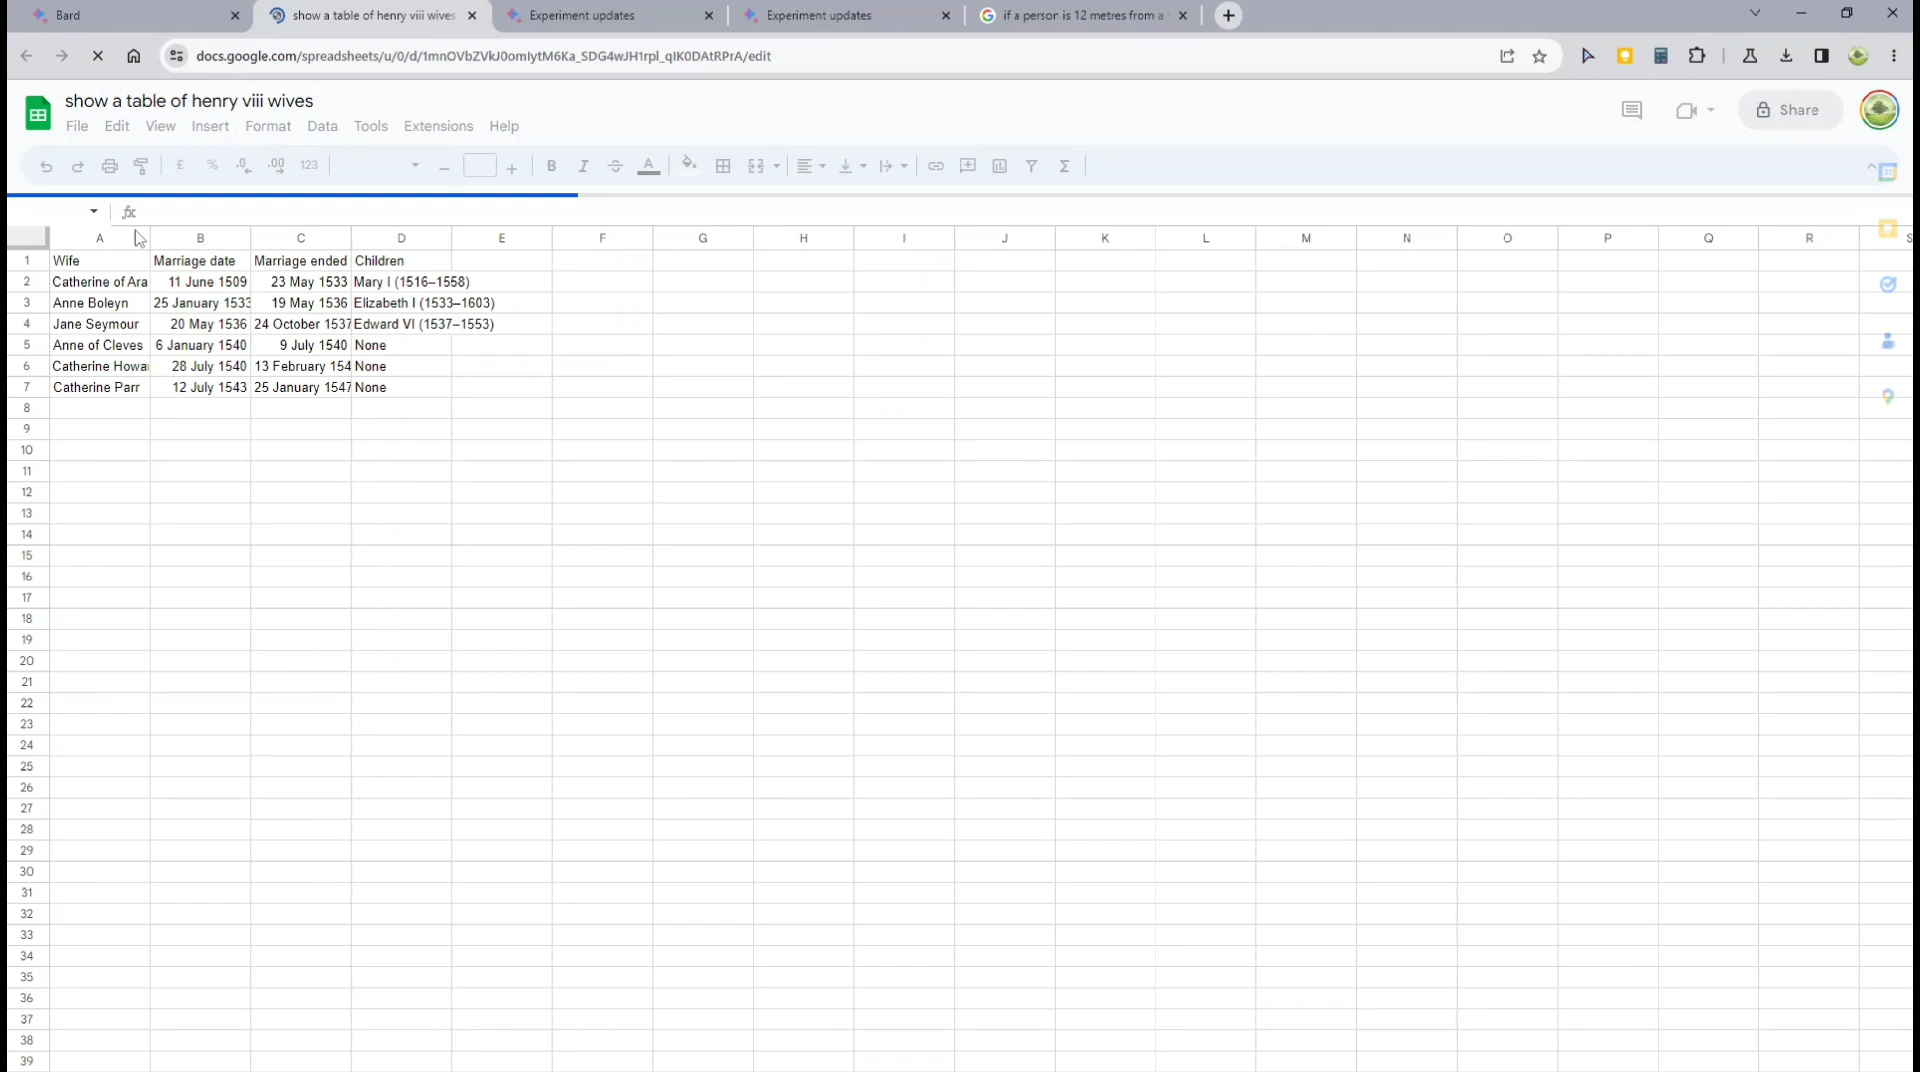 Bard
show a table of henry viii wives
Experiment updates
Experiment updates
if a person is 12 metres from a
docs.google.com/spreadsheets/u/0/d/1mnOVbZVkJ0omIytM6Ka_SDG4wJH1rpl_qIK0DAtRPrA/edit
show a table of henry viii wives
File Edit View Insert Format Data Tools Extensions Help
Share
£ % .0 .00 123 B I A Σ
fx
A B C D E F G H I J K L M N O P Q R S
1 Wife Marriage date Marriage ended Children
2 Catherine of Ara 11 June 1509 23 May 1533 Mary I (1516–1558)
3 Anne Boleyn 25 January 1533 19 May 1536 Elizabeth I (1533–1603)
4 Jane Seymour 20 May 1536 24 October 1537 Edward VI (1537–1553)
5 Anne of Cleves 6 January 1540 9 July 1540 None
6 Catherine Howa 28 July 1540 13 February 154 None
7 Catherine Parr 12 July 1543 25 January 1547 None
8
9
10
11
12
13
14
15
16
17
18
19
20
21
22
23
24
25
26
27
28
29
30
31
32
33
34
35
36
37
38
39